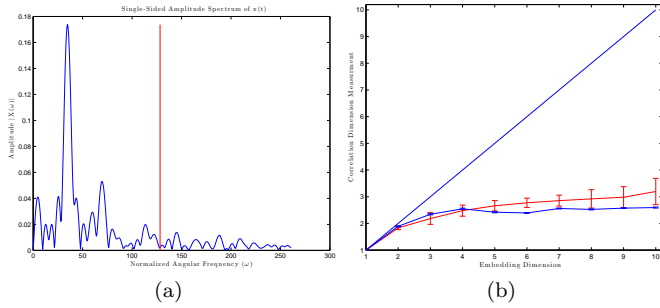 Single-Sided Amplitude Spectrum of x(t)
0.18
0.16
0.14
0.12
0.1
0.08
0.06
0.04
0.02
0
Amplitude |X(ω)|
0 50 100 150 200 250 300
Normalized Angular Frequency (ω)
(a)
10
9
8
7
6
5
4
3
2
1
Correlation Dimension Measurment
1 2 3 4 5 6 7 8 9 10
Embedding Dimension
(b)